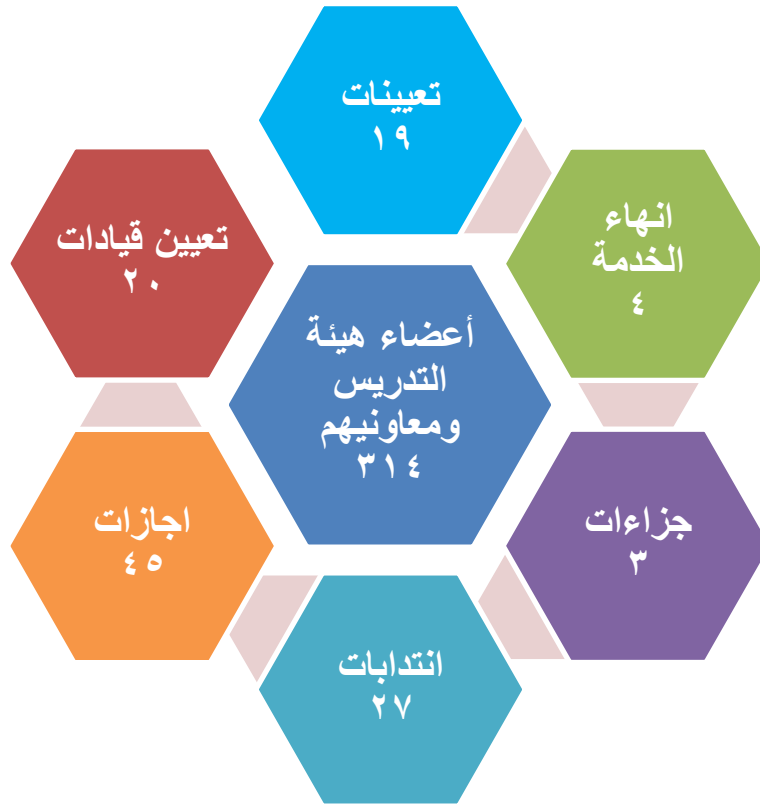 تعيينات
١٩
انهاء
الخدمة
٤
تعيين قيادات
٢٠
أعضاء هيئة
التدريس
ومعاونيهم
٣١٤
جزاءات
٣
اجازات
٤٥
انتدابات
٢٧